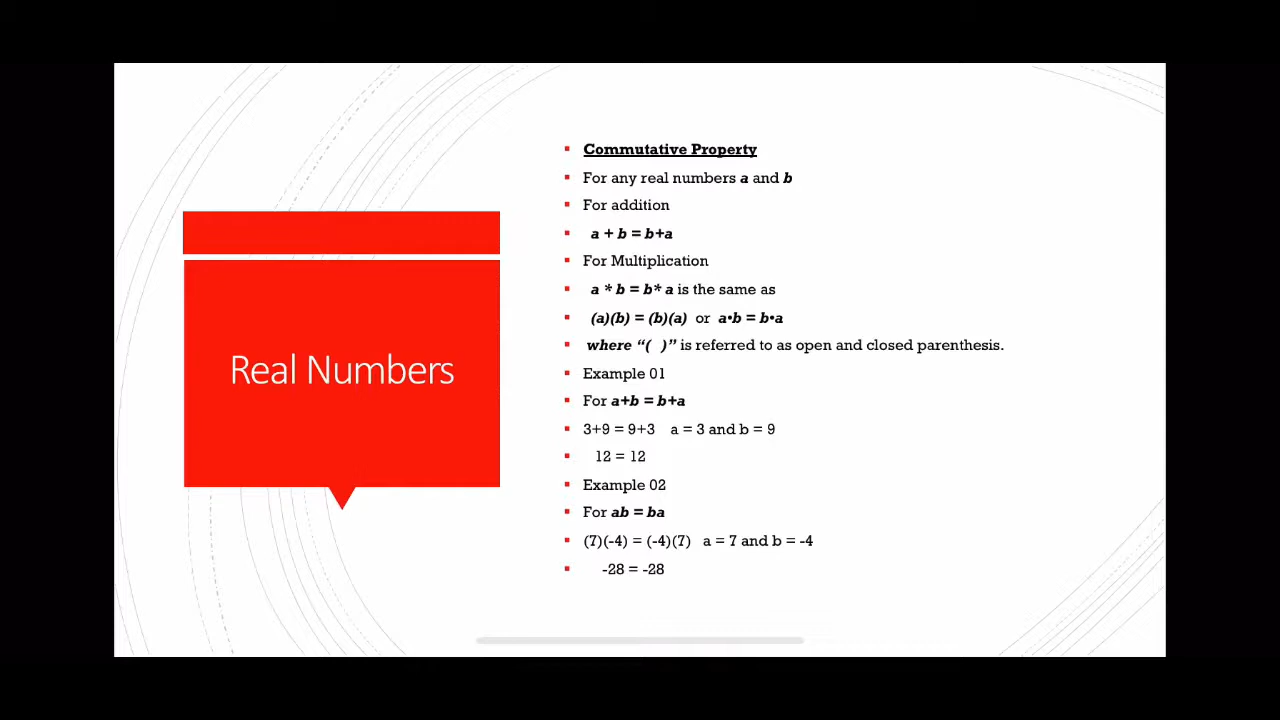 Real Numbers
Commutative Property
For any real numbers a and b
For addition
a + b = b+a
For Multiplication
a * b = b* a is the same as
(a)(b) = (b)(a) or a•b = b•a
where “( )” is referred to as open and closed parenthesis.
Example 01
For a+b = b+a
3+9 = 9+3 a = 3 and b = 9
12 = 12
Example 02
For ab = ba
(7)(-4) = (-4)(7) a = 7 and b = -4
-28 = -28